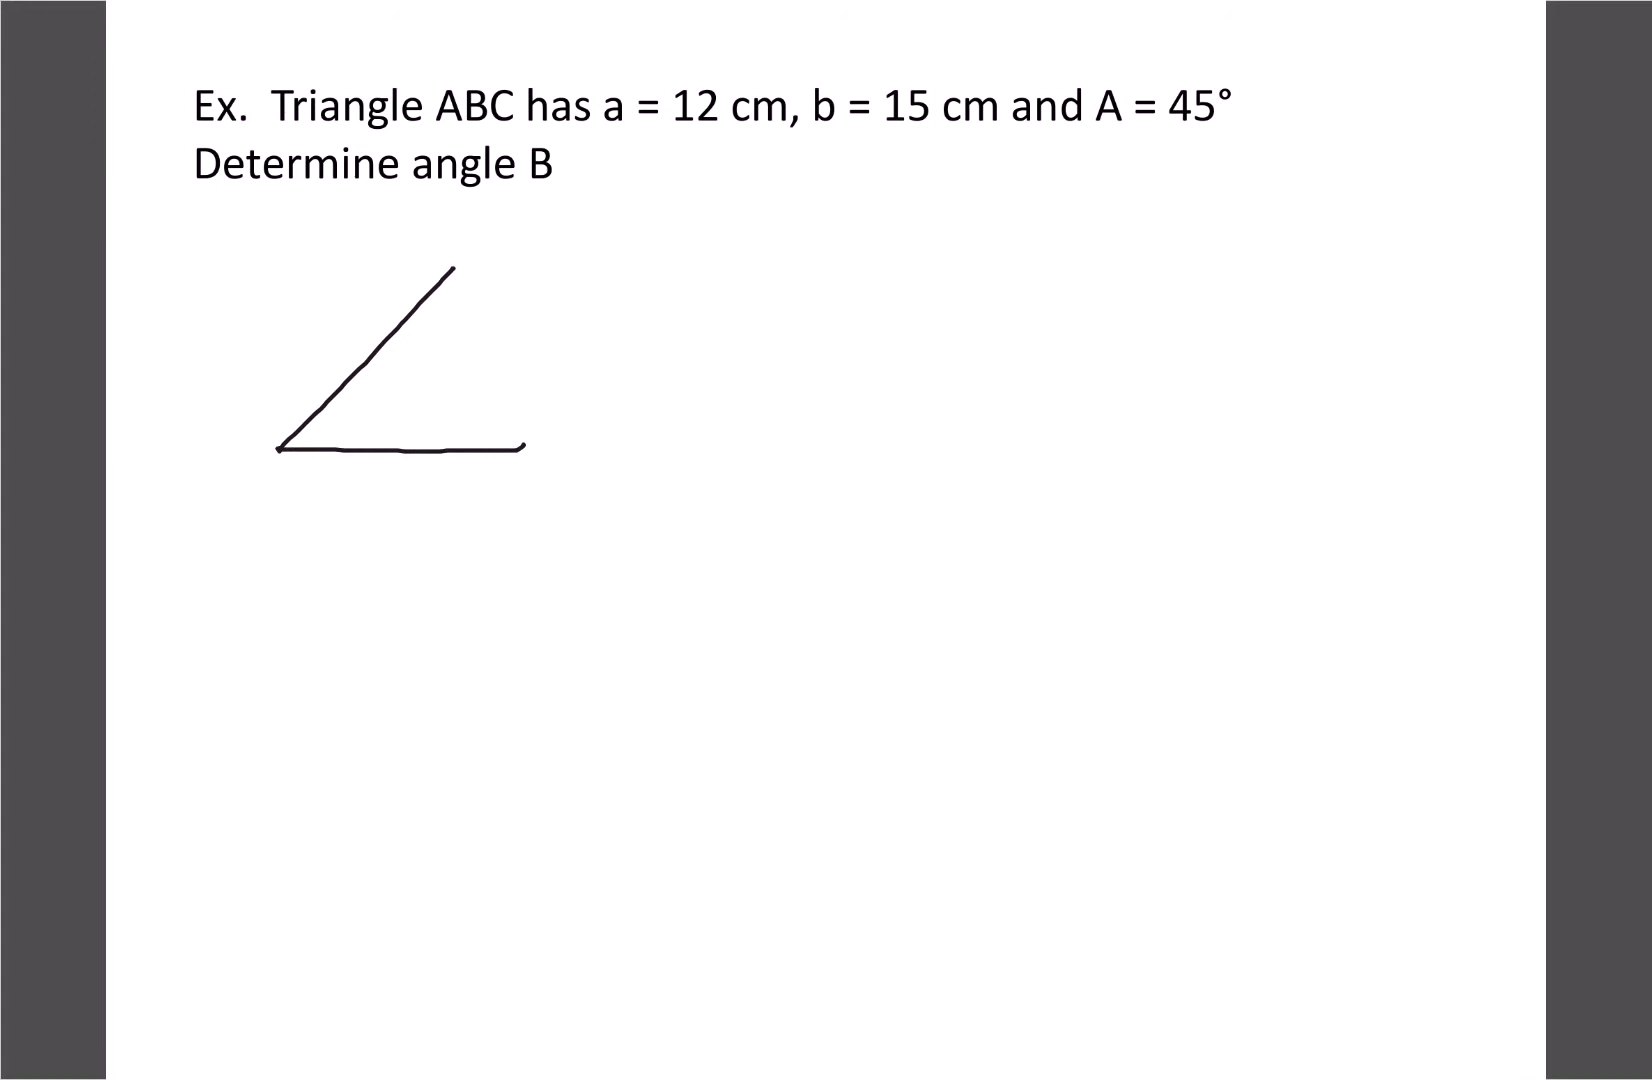 Ex.  Triangle ABC has a = 12 cm, b = 15 cm and A = 45°
Determine angle B